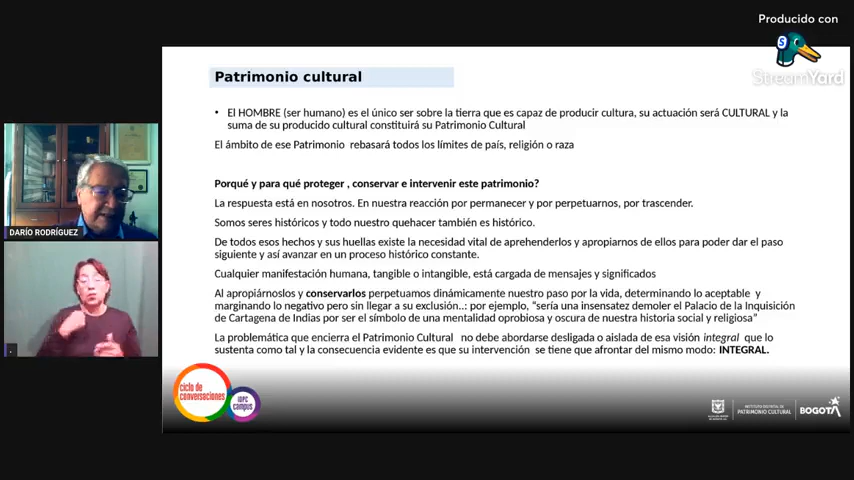 Producido con
StreamYard
Patrimonio cultural
• El HOMBRE (ser humano) es el único ser sobre la tierra que es capaz de producir cultura, su actuación será CULTURAL y la
suma de su producido cultural constituirá su Patrimonio Cultural
El ámbito de ese Patrimonio rebasará todos los límites de país, religión o raza
Porqué y para qué proteger , conservar e intervenir este patrimonio?
La respuesta está en nosotros. En nuestra reacción por permanecer y por perpetuarnos, por trascender.
Somos seres históricos y todo nuestro quehacer también es histórico.
De todos esos hechos y sus huellas existe la necesidad vital de aprehenderlos y apropiarnos de ellos para poder dar el paso
siguiente y así avanzar en un proceso histórico constante.
Cualquier manifestación humana, tangible o intangible, está cargada de mensajes y significados
Al apropiárnoslos y conservarlos perpetuamos dinámicamente nuestro paso por la vida, determinando lo aceptable y
marginando lo negativo pero sin llegar a su exclusión..: por ejemplo, “sería una insensatez demoler el Palacio de la Inquisición
de Cartagena de Indias por ser el símbolo de una mentalidad oprobiosa y oscura de nuestra historia social y religiosa”
La problemática que encierra el Patrimonio Cultural no debe abordarse desligada o aislada de esa visión integral que lo
sustenta como tal y la consecuencia evidente es que su intervención se tiene que afrontar del mismo modo: INTEGRAL.
DARÍO RODRÍGUEZ
ciclo de
conversaciones
IDPC
campus
INSTITUTO DISTRITAL DE
PATRIMONIO CULTURAL
BOGOTÁ